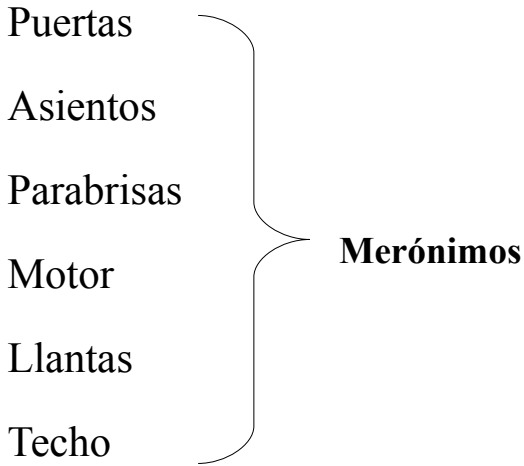 Puertas
Asientos
Parabrisas
Motor
Llantas
Techo
Merónimos